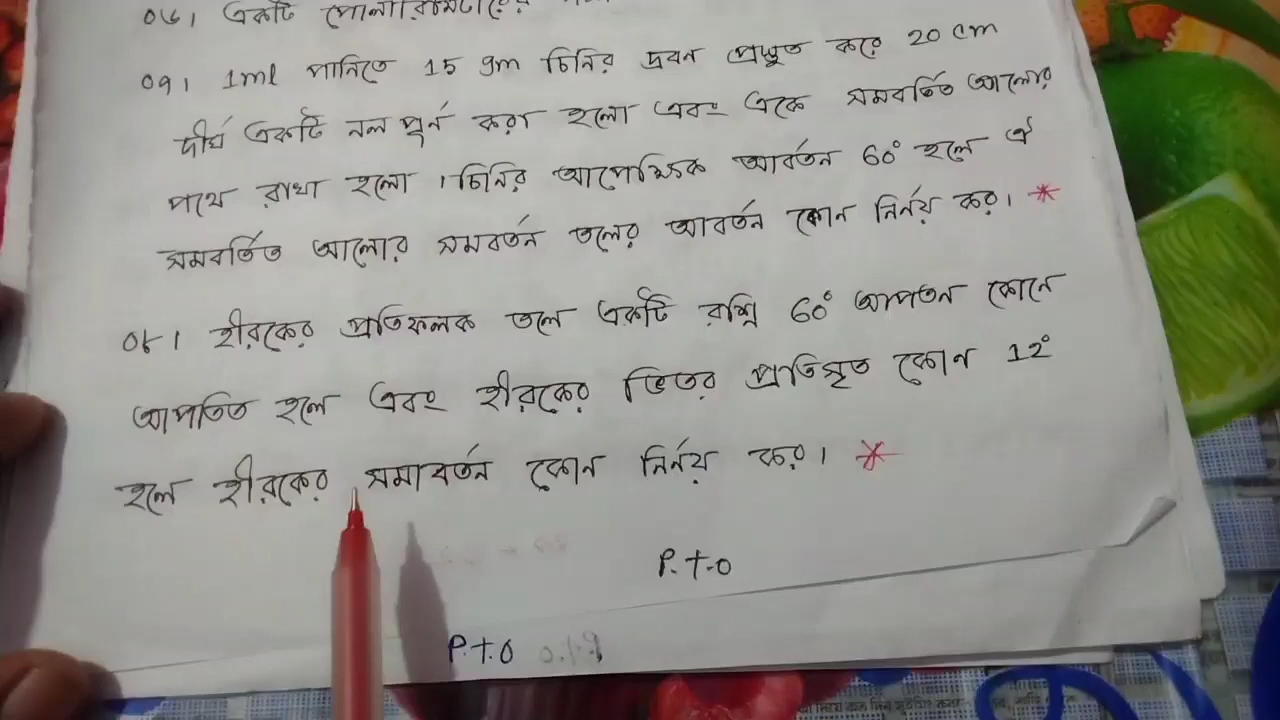 ০৬। একটি পোলারিমিটারের
০৭। 1ml পানিতে 15 gm চিনির দ্রবন প্রস্তুত করে 20 cm
দীর্ঘ একটি নল পূর্ন করা হলো এবং একে সমবর্তিত আলোর
পথে রাখা হলো। চিনির আপেক্ষিক আবর্তন 60° হলে ঐ
সমবর্তিত আলোর সমবর্তন তলের আবর্তন কোন নির্নয় কর। *
০৮। হীরকের প্রতিফলক তলে একটি রশ্মি 60° আপতন কোনে
আপতিত হলে এবং হীরকের ভিতর প্রতিসৃত কোন 12°
হলে হীরকের সমাবর্তন কোন নির্নয় কর। *
P.T.O
P.T.O